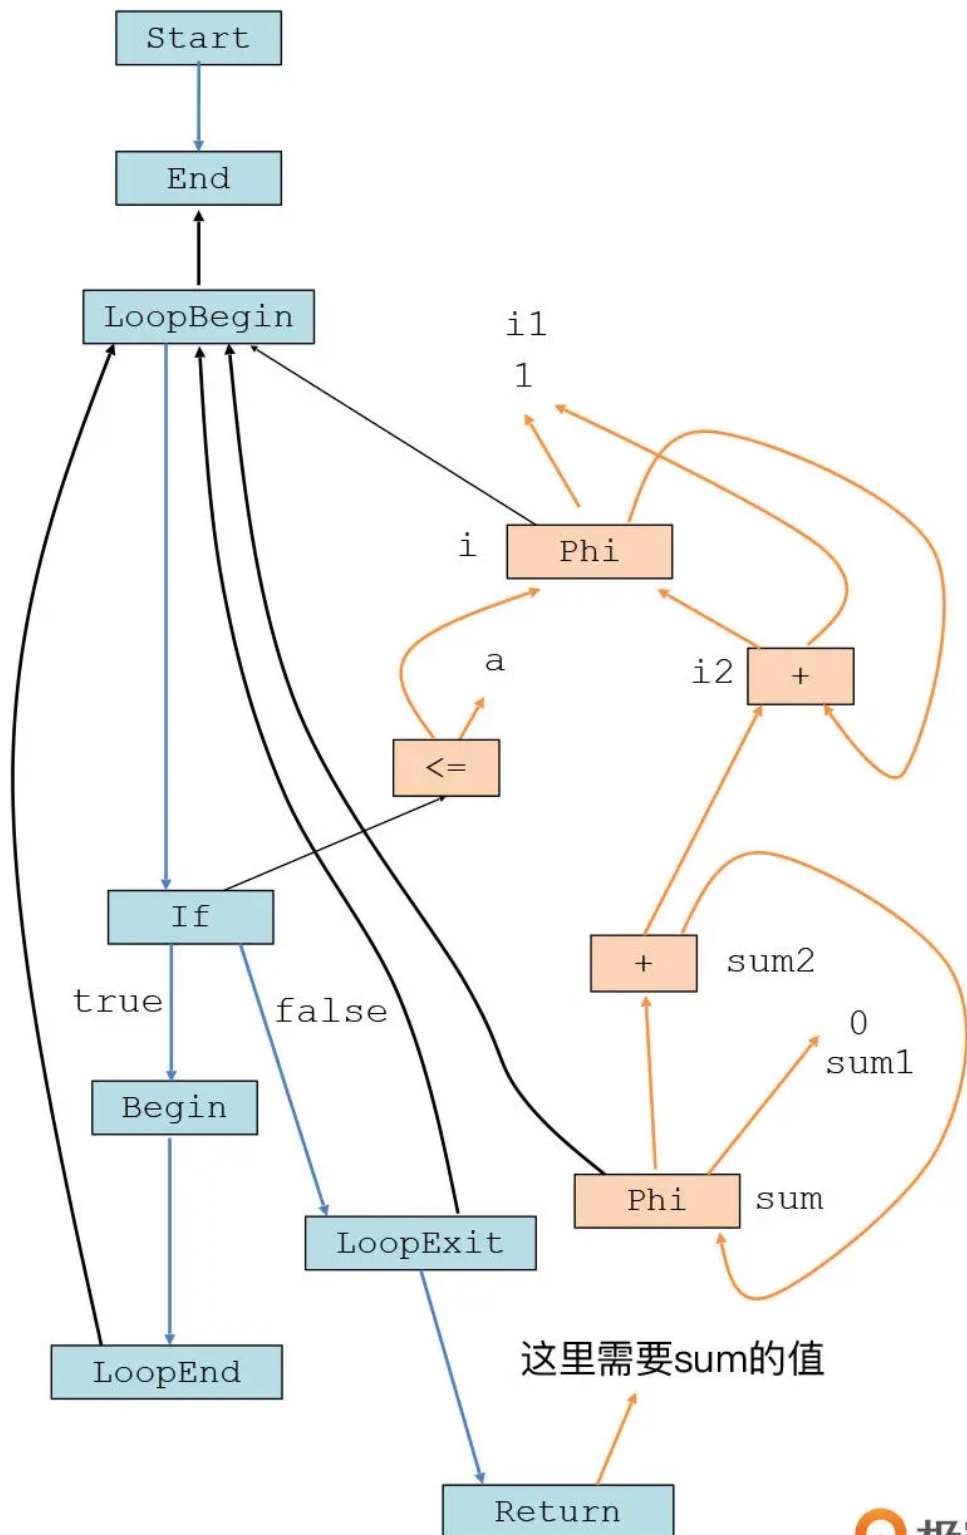 Start
End
LoopBegin
i1
1
i
Phi
a
i2
+
<=
If
true
false
+
sum2
0
sum1
Begin
Phi
sum
LoopExit
LoopEnd
这里需要sum的值
Return